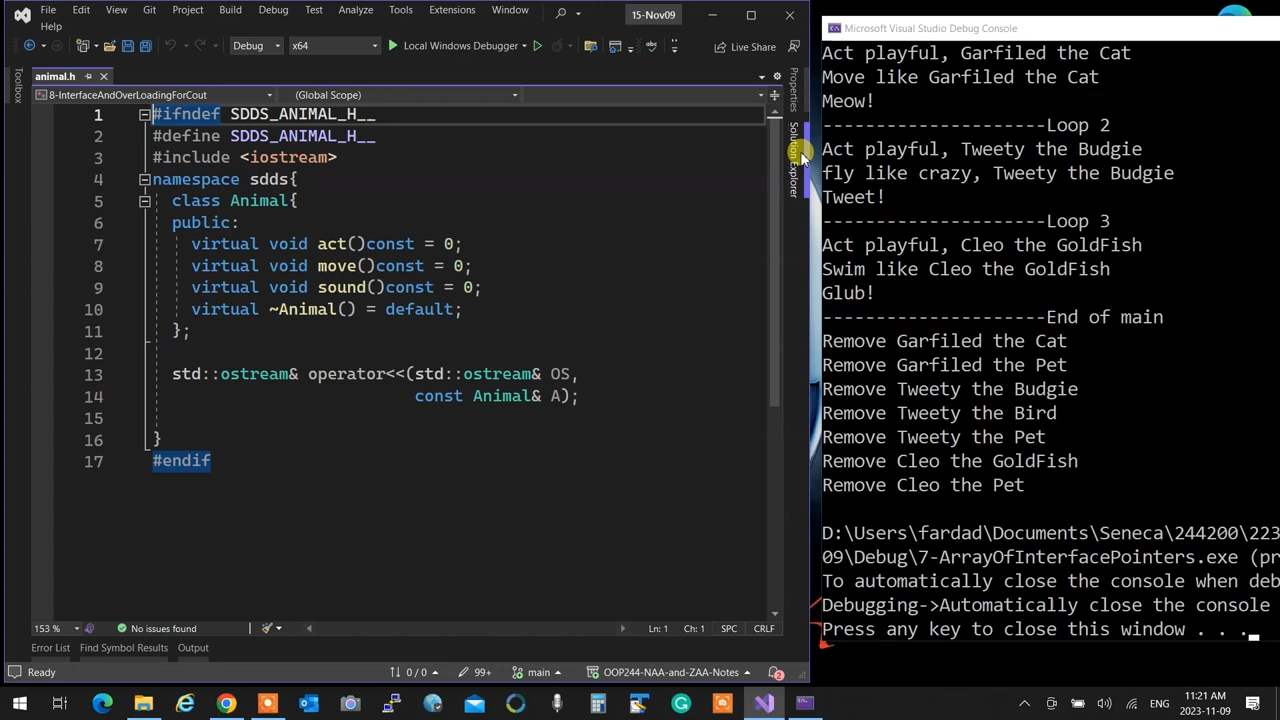 File
Edit
View
Git
Project
Build
Debug
Test
Analyze
Tools
Extensions
Window
15-Nov09
Help
Debug
x86
Local Windows Debugger
Live Share
Toolbox
animal.h
8-InterfaceAndOverLoadingForCout
(Global Scope)
Properties
Solution Explorer
1 #ifndef SDDS_ANIMAL_H__
2 #define SDDS_ANIMAL_H__
3 #include <iostream>
4 namespace sdds{
5 class Animal{
6 public:
7 virtual void act()const = 0;
8 virtual void move()const = 0;
9 virtual void sound()const = 0;
10 virtual ~Animal() = default;
11 };
12
13 std::ostream& operator<<(std::ostream& OS,
14 const Animal& A);
15
16 }
17 #endif
153 %
No issues found
Ln: 1
Ch: 1
SPC
CRLF
Error List
Find Symbol Results
Output
Ready
0 / 0
99+
main
OOP244-NAA-and-ZAA-Notes
2
Microsoft Visual Studio Debug Console
Act playful, Garfiled the Cat
Move like Garfiled the Cat
Meow!
---------------------Loop 2
Act playful, Tweety the Budgie
fly like crazy, Tweety the Budgie
Tweet!
---------------------Loop 3
Act playful, Cleo the GoldFish
Swim like Cleo the GoldFish
Glub!
---------------------End of main
Remove Garfiled the Cat
Remove Garfiled the Pet
Remove Tweety the Budgie
Remove Tweety the Bird
Remove Tweety the Pet
Remove Cleo the GoldFish
Remove Cleo the Pet
D:\Users\fardad\Documents\Seneca\244200\223
09\Debug\7-ArrayOfInterfacePointers.exe (pr
To automatically close the console when deb
Debugging->Automatically close the console
Press any key to close this window . . .
ENG
11:21 AM
2023-11-09